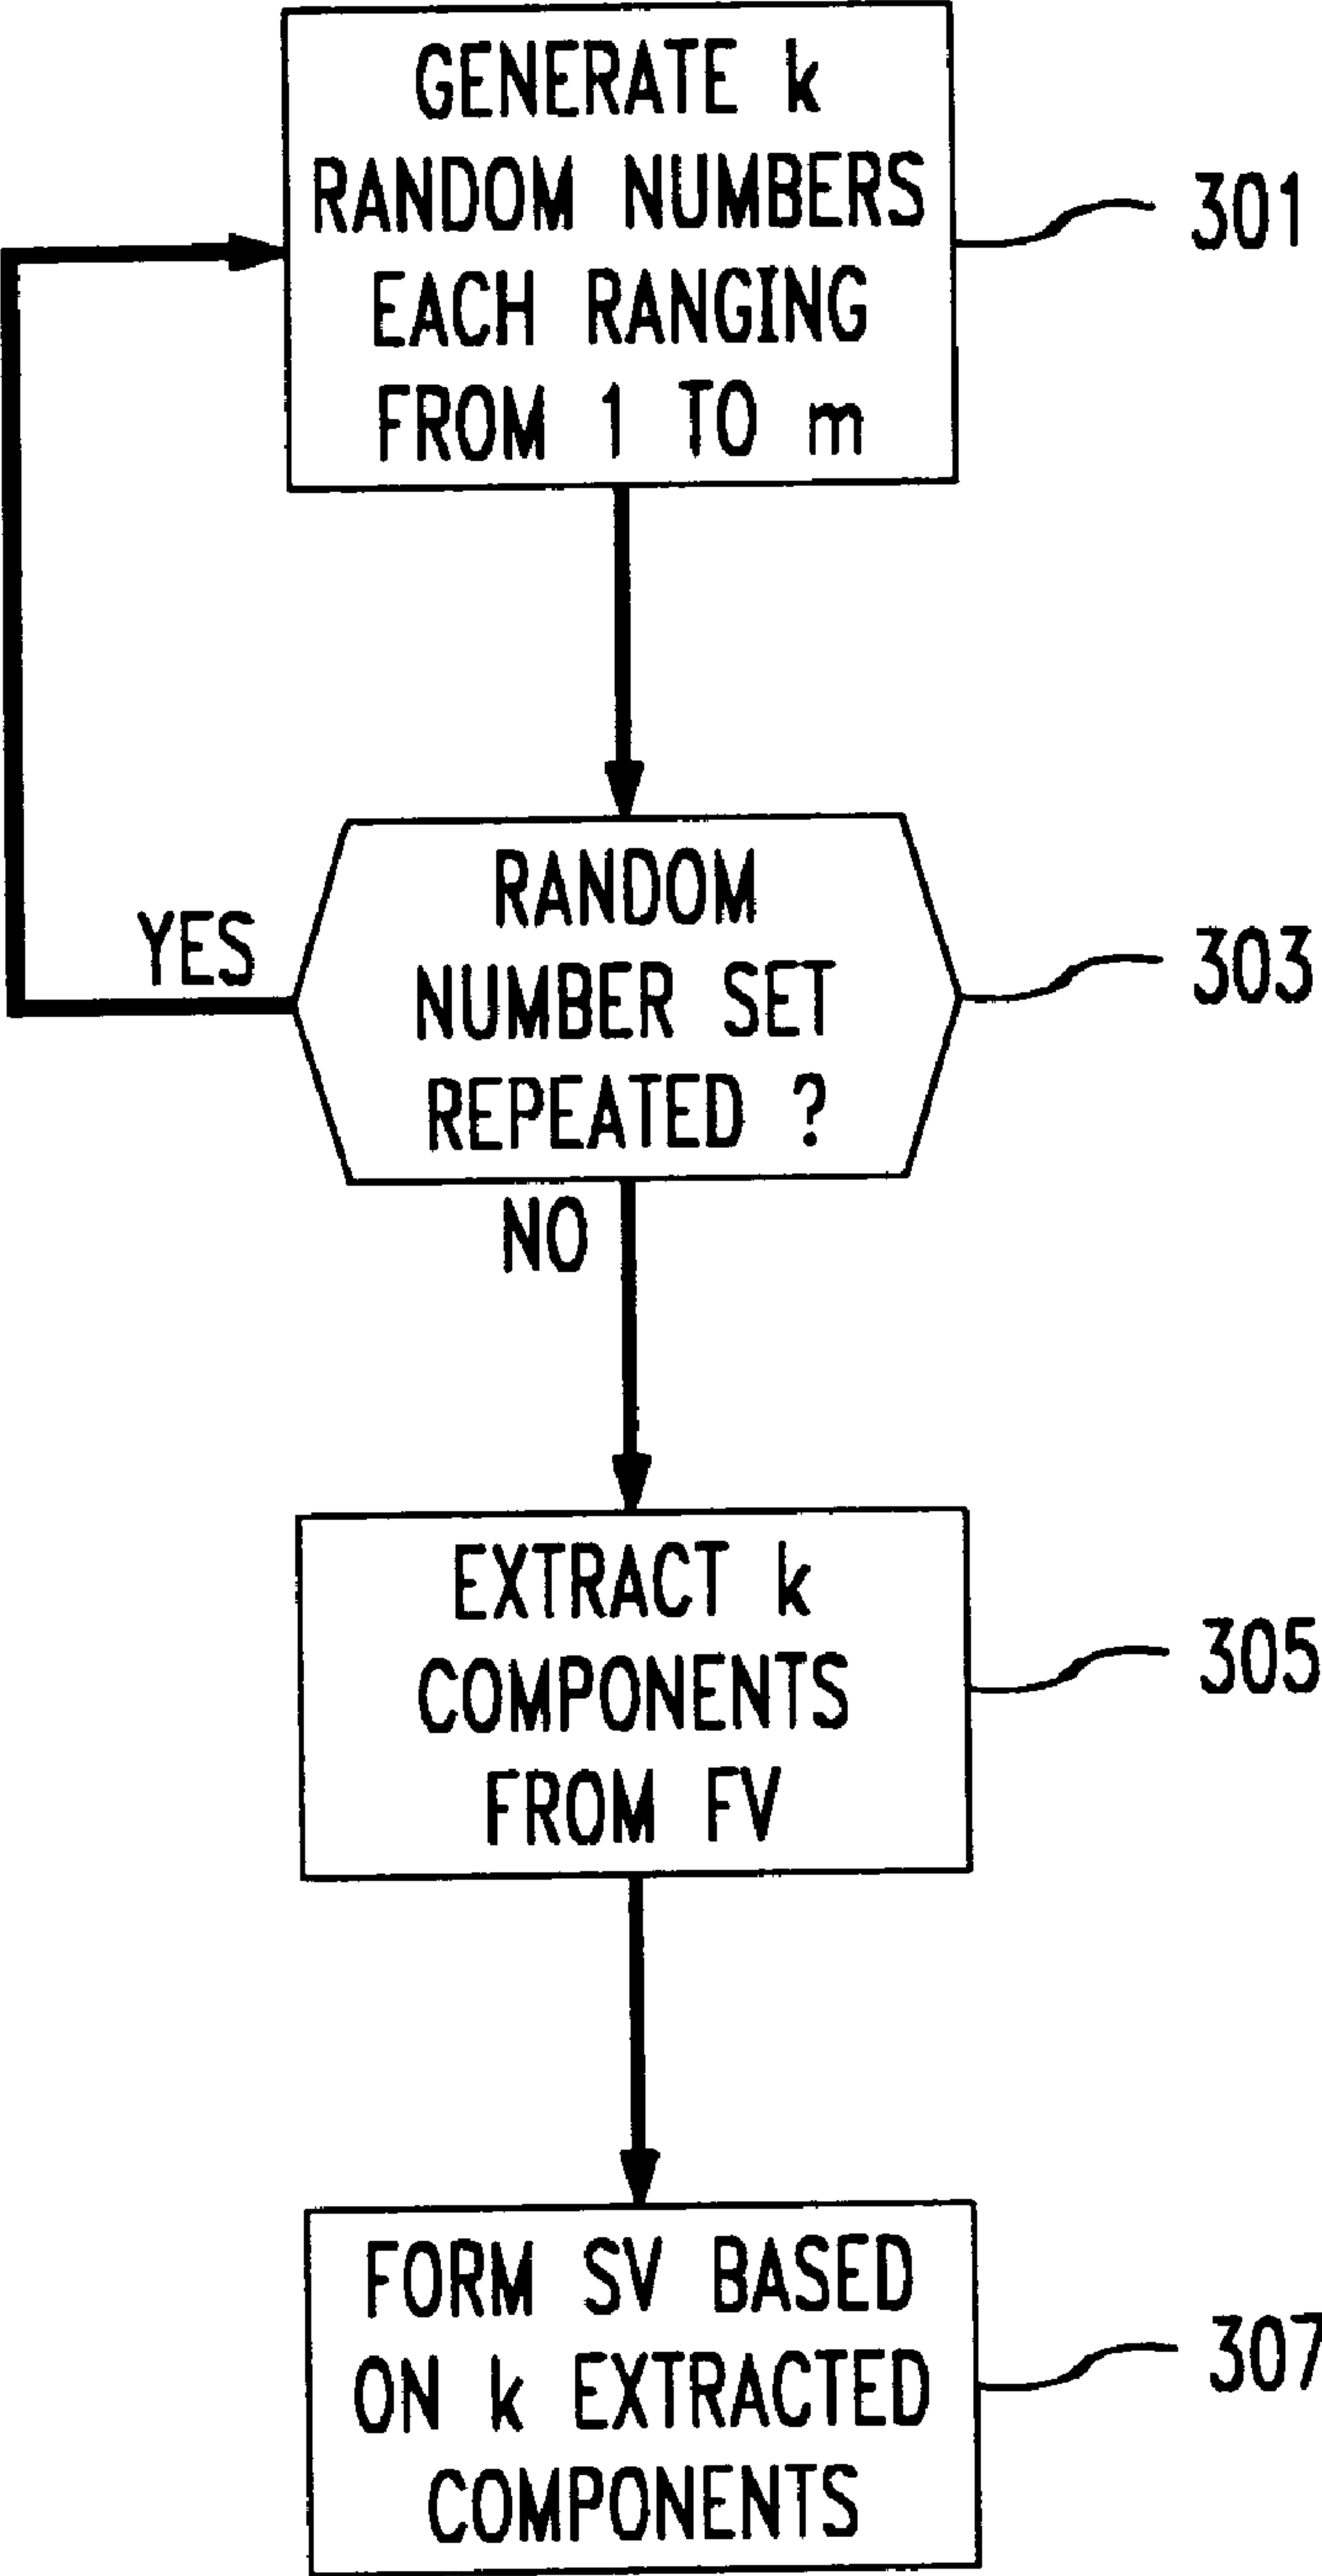 GENERATE k
RANDOM NUMBERS
EACH RANGING
FROM 1 TO m
301
RANDOM
NUMBER SET
REPEATED ?
303
YES
NO
EXTRACT k
COMPONENTS
FROM FV
305
FORM SV BASED
ON k EXTRACTED
COMPONENTS
307